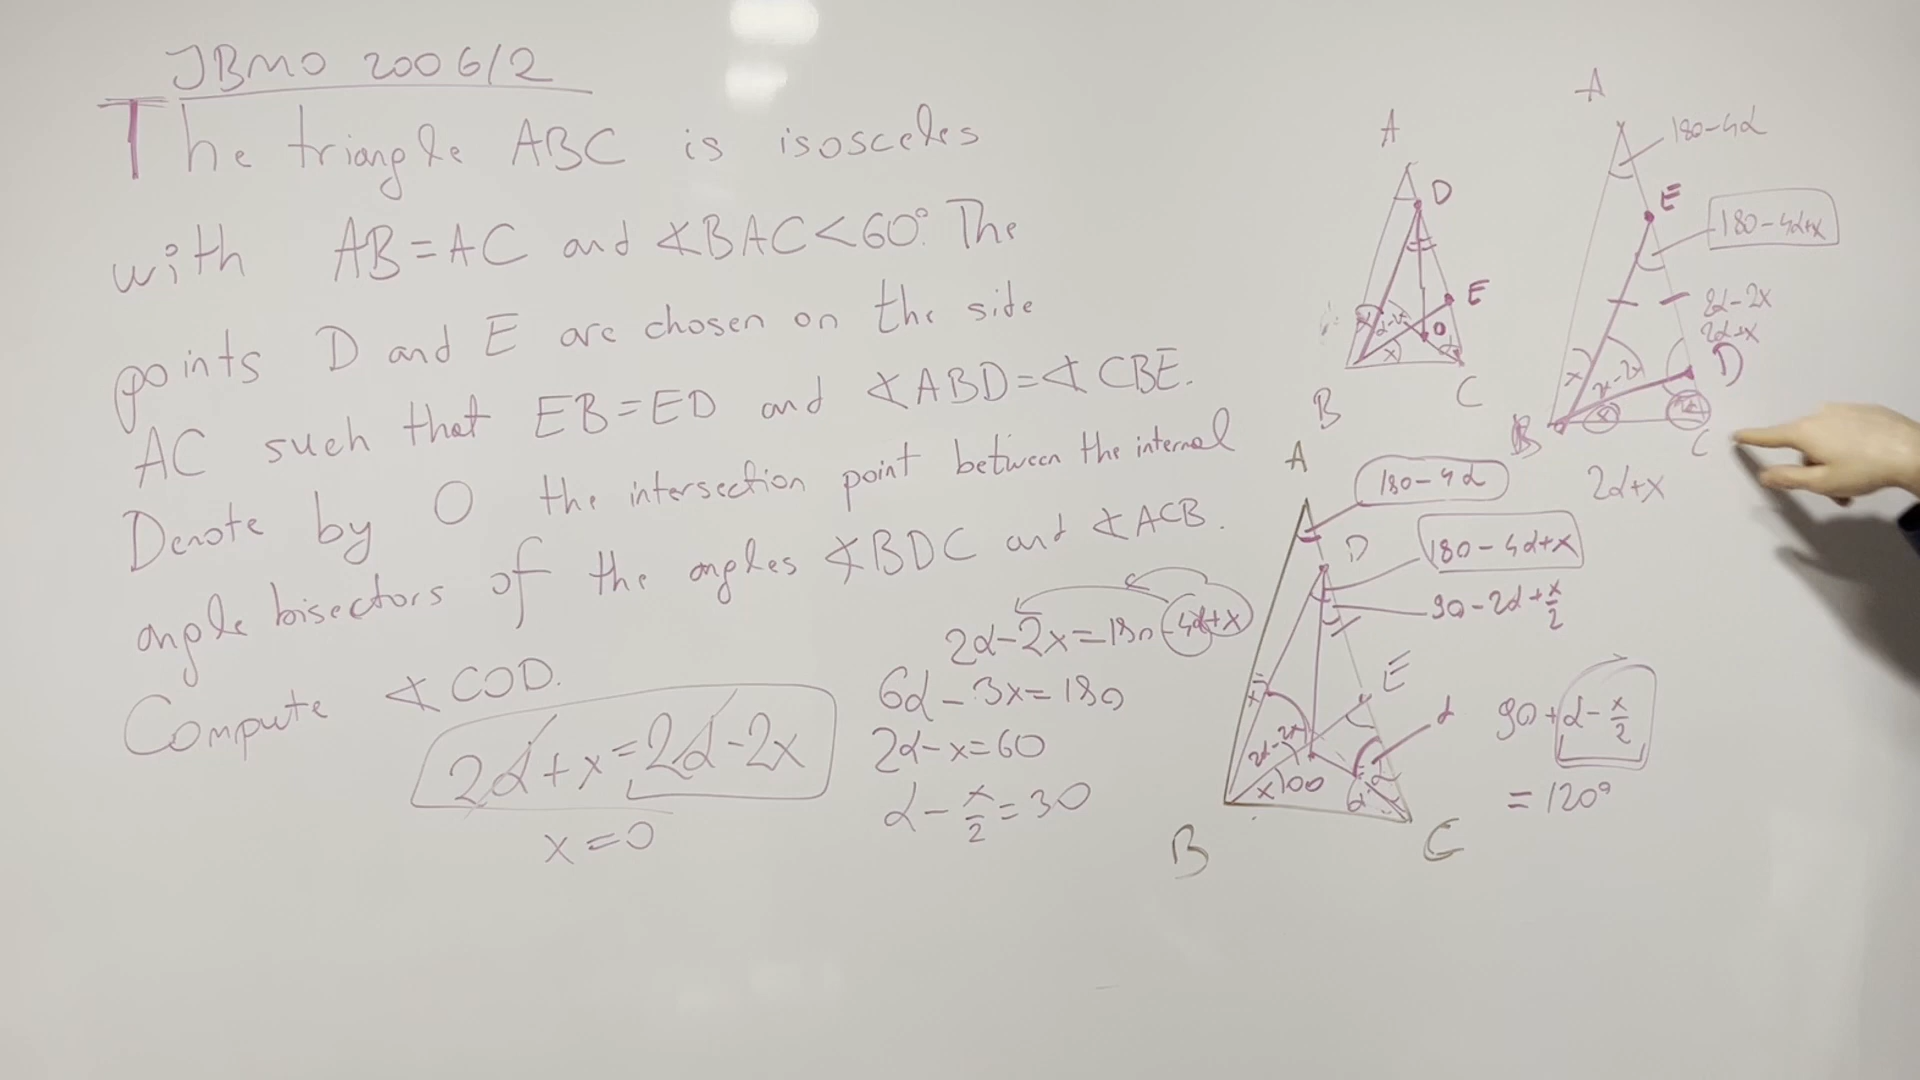 JBMO 2006/2
The triangle ABC is isosceles
with AB=AC and ∢BAC<60°. The
points D and E are chosen on the side
AC such that EB=ED and ∢ABD=∢CBE.
Denote by O the intersection point between the internal
angle bisectors of the angles ∢BDC and ∢ACB.
Compute ∢COD.
2α+x=2α-2x
x=0
2α-2x=180-4α+x
6α-3x=180
2α-x=60
α-x/2=30
A
D
E
O
x
B
C
A
180-4α
E
180-4α+x
2α-2x
2α+x
D
x
2α-2x
x
B
C
2α+x
A
180-4α
D
180-4α+x
90-2α+x/2
E
x
2α-2x
α
x
O
α
α
B
C
90+α-x/2
=120°